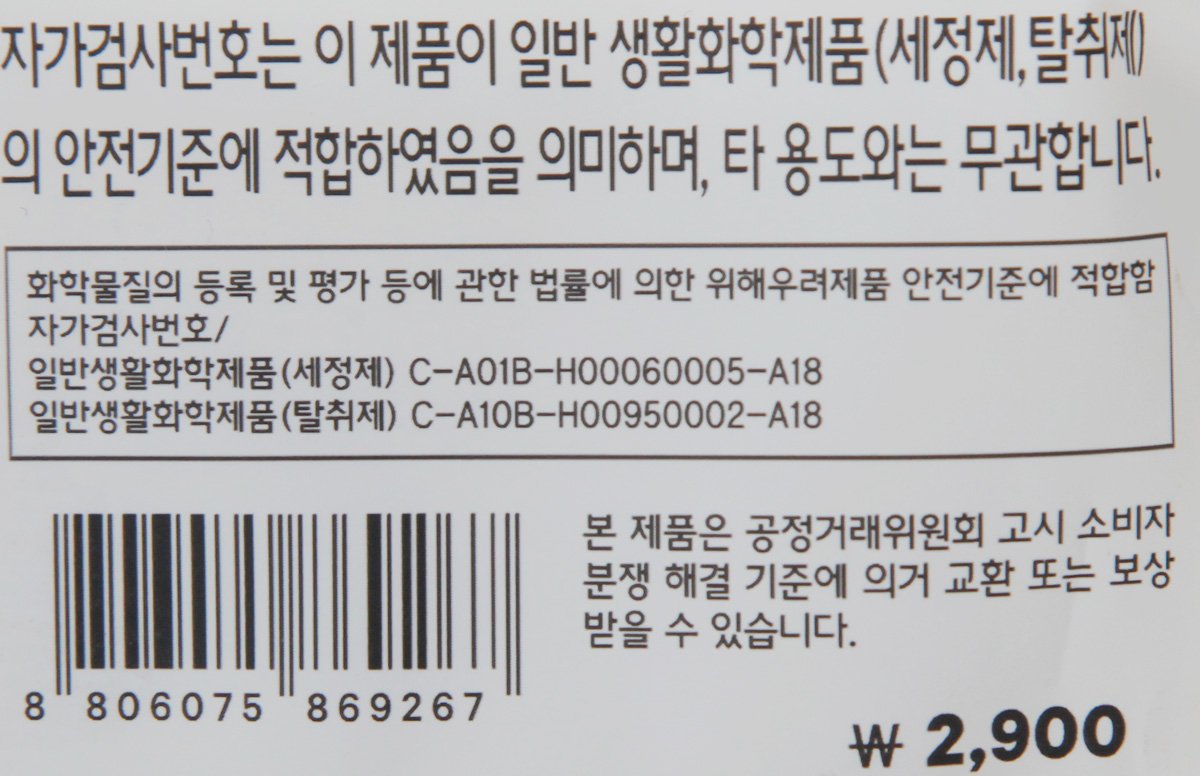 자가검사번호는 이 제품이 일반 생활화학제품(세정제,탈취제)
의 안전기준에 적합하였음을 의미하며, 타 용도와는 무관합니다.
화학물질의 등록 및 평가 등에 관한 법률에 의한 위해우려제품 안전기준에 적합함
자가검사번호/
일반생활화학제품(세정제) C-A01B-H00060005-A18
일반생활화학제품(탈취제) C-A10B-H00950002-A18
본 제품은 공정거래위원회 고시 소비자
분쟁 해결 기준에 의거 교환 또는 보상
받을 수 있습니다.
8 806075 869267
₩ 2,900